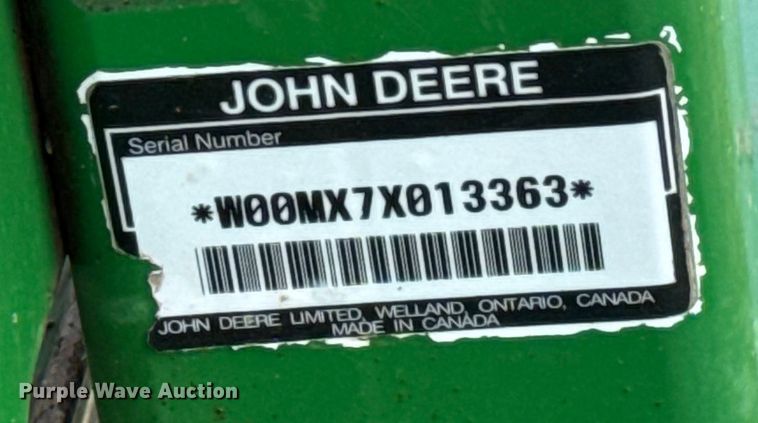 JOHN DEERE
Serial Number
*W00MX7X013363*
JOHN DEERE LIMITED, WELLAND, ONTARIO, CANADA
MADE IN CANADA
Purple Wave Auction